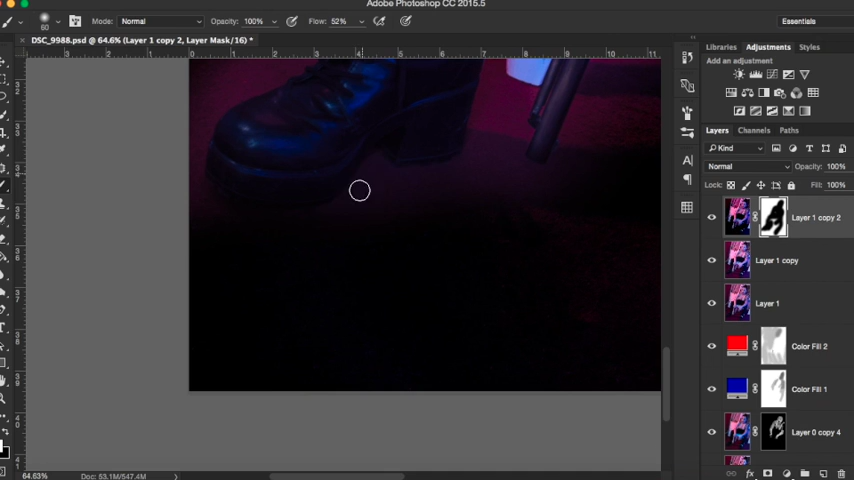 Adobe Photoshop CC 2015.5
60 Mode: Normal Opacity: 100% Flow: 52% Essentials
DSC_9988.psd @ 64.6% (Layer 1 copy 2, Layer Mask/16) *
Libraries Adjustments Styles
Add an adjustment
Layers Channels Paths
Kind
Normal Opacity: 100%
Lock: Fill: 100%
Layer 1 copy 2
Layer 1 copy
Layer 1
Color Fill 2
Color Fill 1
Layer 0 copy 4
64.63% Doc: 53.1M/547.4M